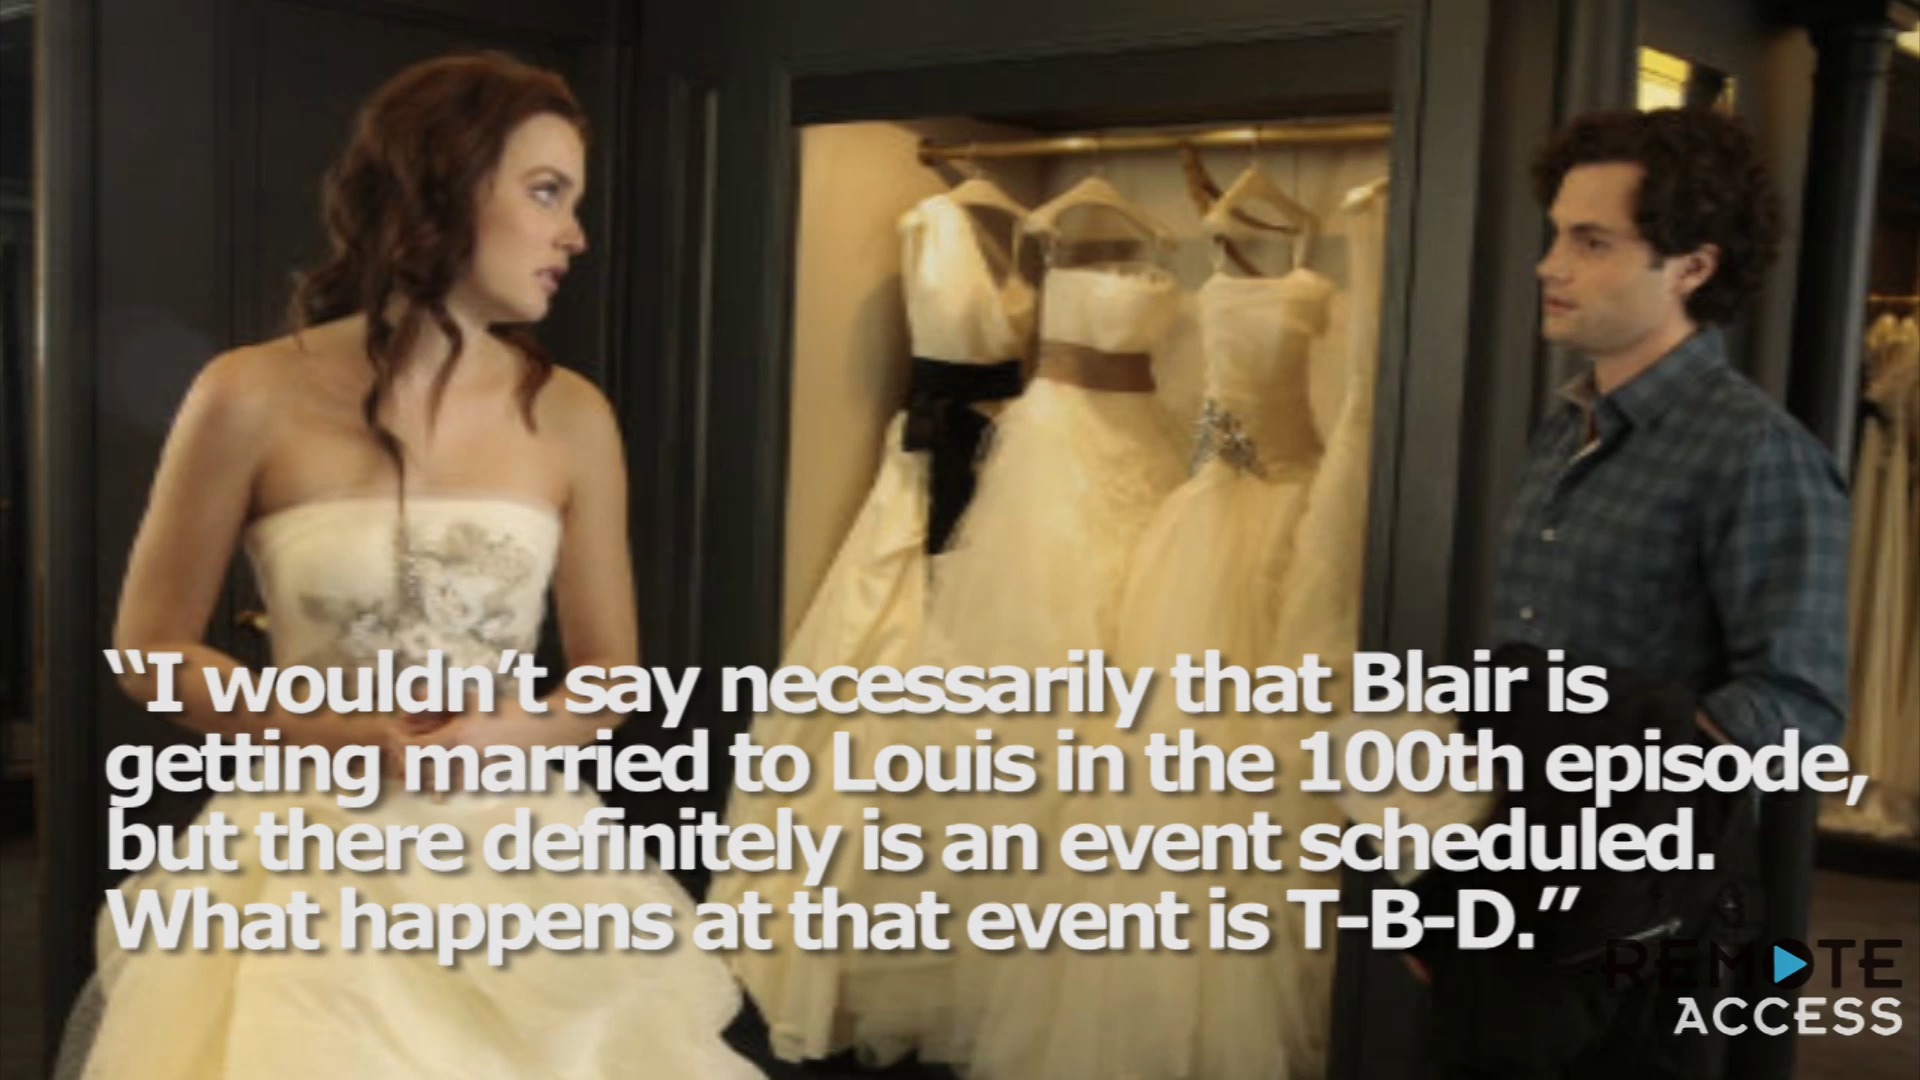 “I wouldn’t say necessarily that Blair is
getting married to Louis in the 100th episode,
but there definitely is an event scheduled.
What happens at that event is T-B-D.”
REMOTE
ACCESS